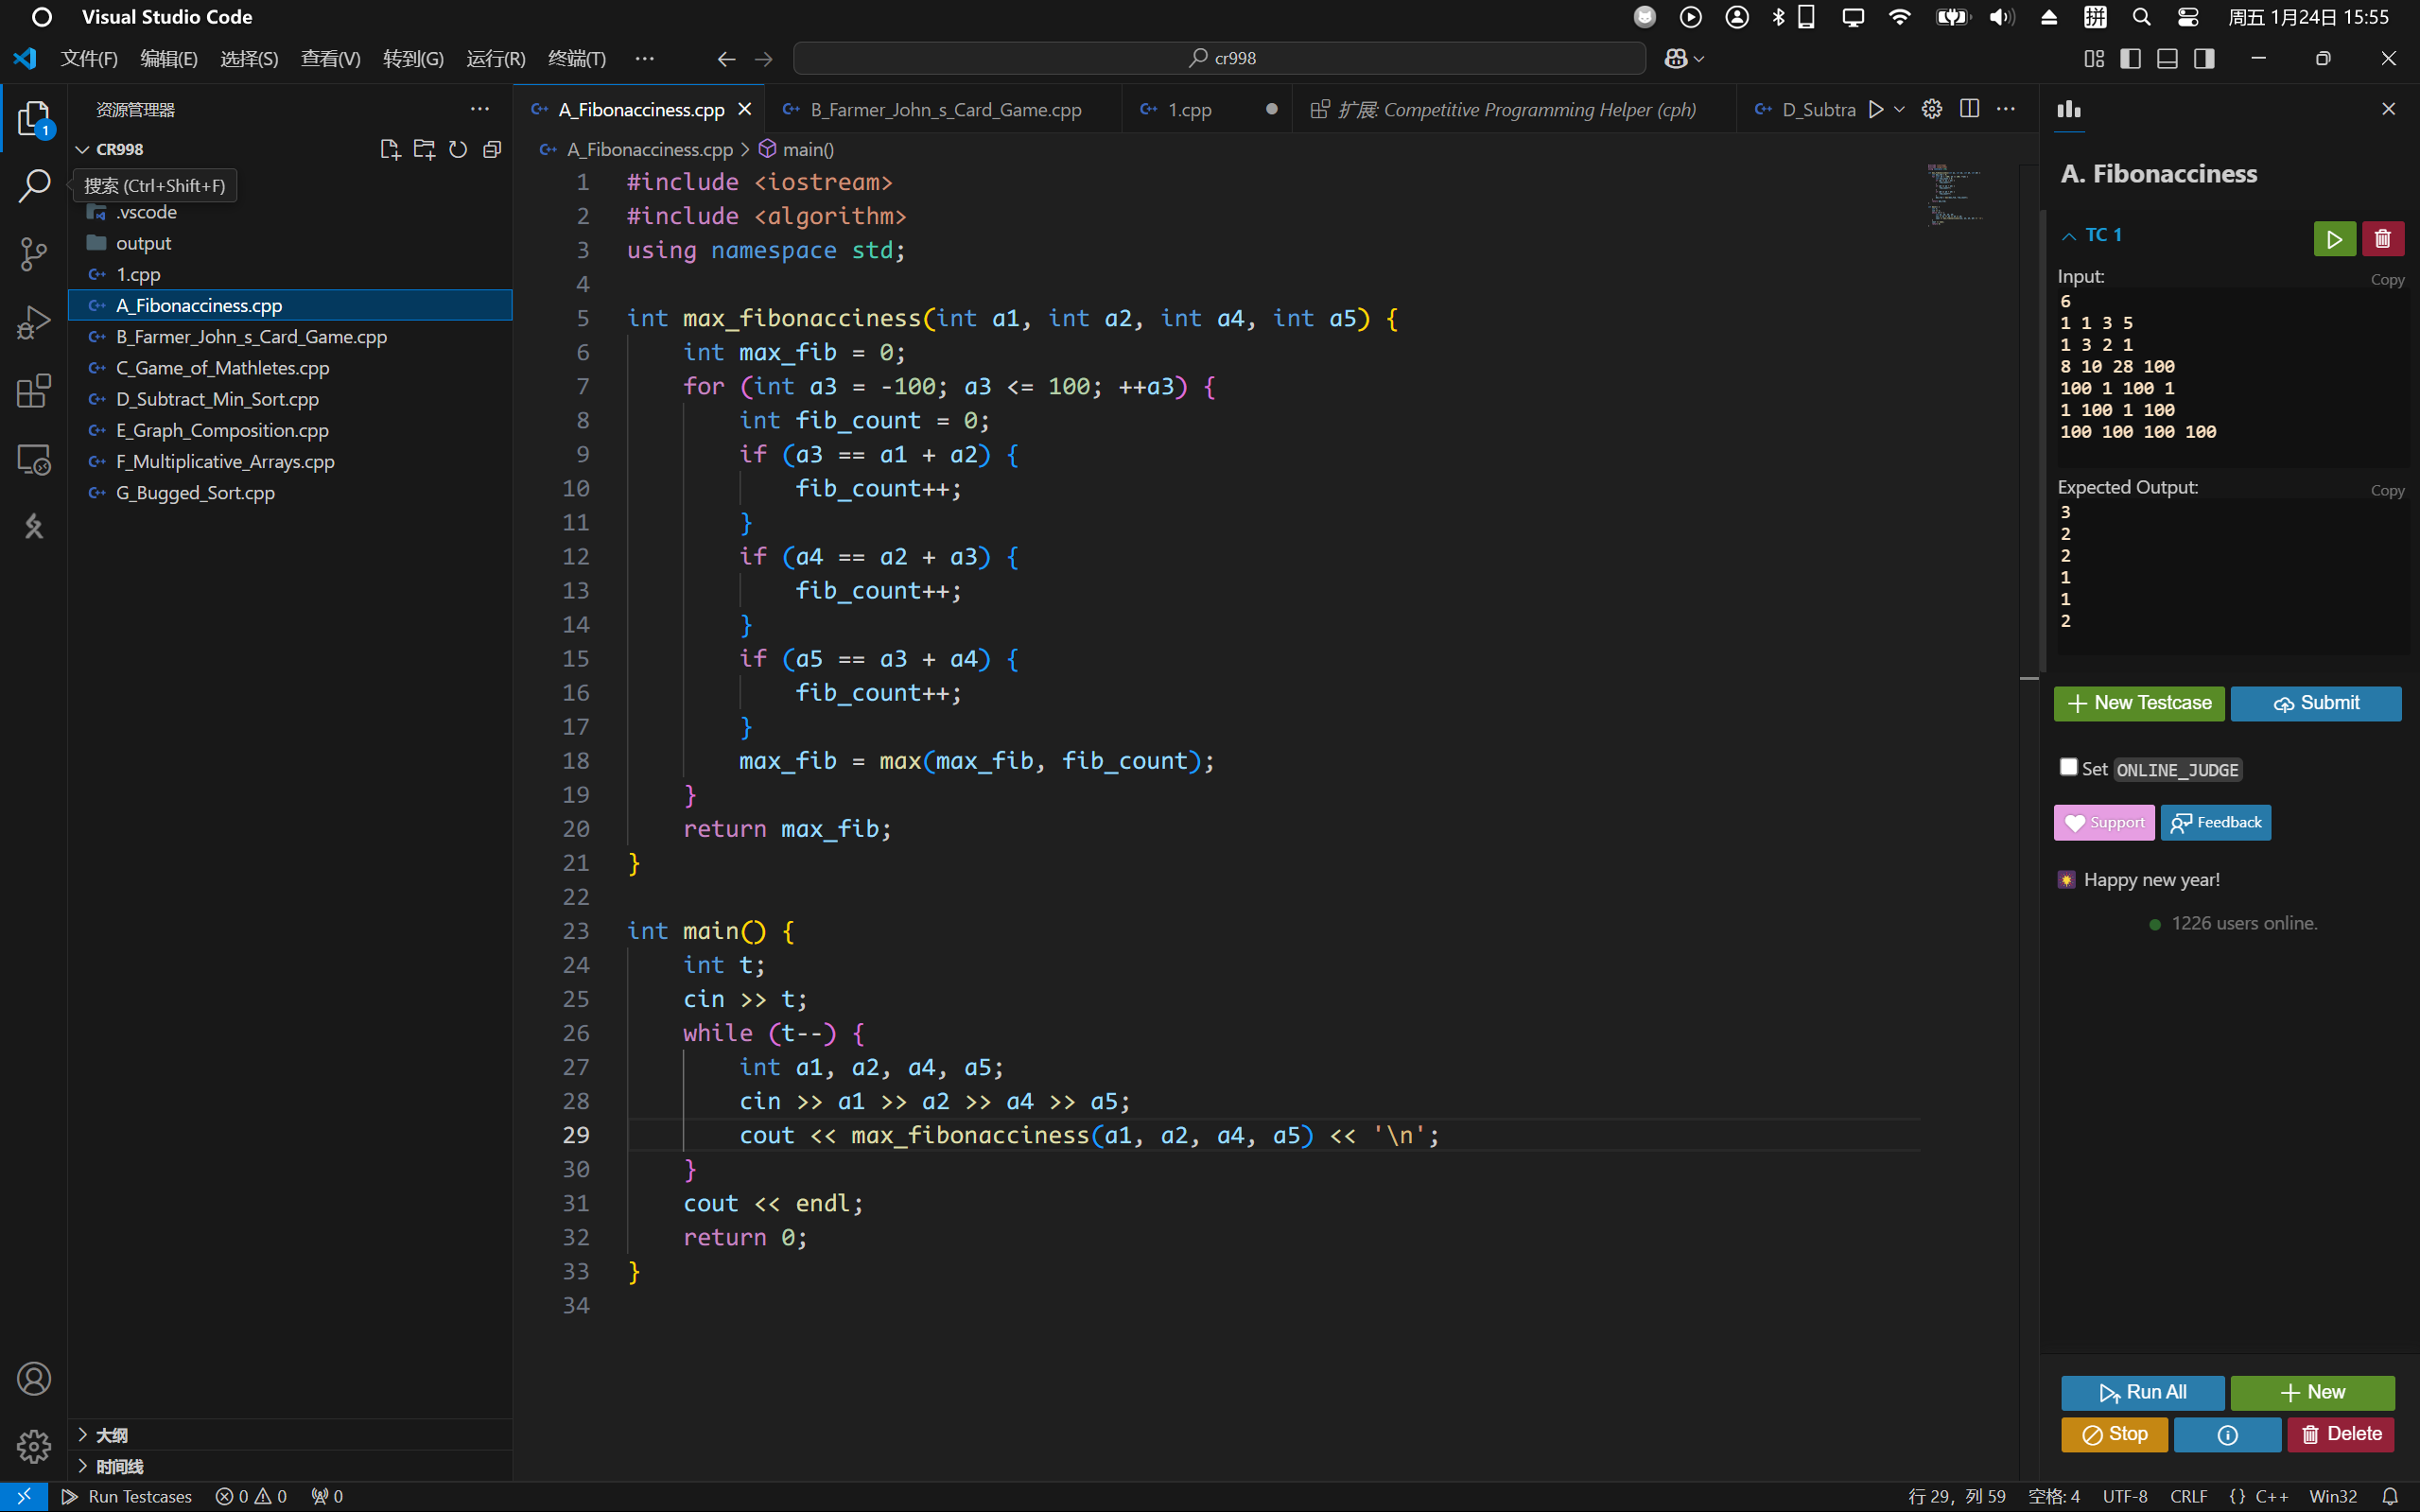 Visual Studio Code
拼
周五 1月24日 15:55
文件(F) 编辑(E) 选择(S) 查看(V) 转到(G) 运行(R) 终端(T) ···
cr998
资源管理器
CR998
搜索 (Ctrl+Shift+F)
.vscode
output
1.cpp
A_Fibonacciness.cpp
B_Farmer_John_s_Card_Game.cpp
C_Game_of_Mathletes.cpp
D_Subtract_Min_Sort.cpp
E_Graph_Composition.cpp
F_Multiplicative_Arrays.cpp
G_Bugged_Sort.cpp
1
大纲
时间线
A_Fibonacciness.cpp B_Farmer_John_s_Card_Game.cpp 1.cpp 扩展: Competitive Programming Helper (cph) D_Subtra
A_Fibonacciness.cpp > main()
1 #include <iostream>
2 #include <algorithm>
3 using namespace std;
4
5 int max_fibonacciness(int a1, int a2, int a4, int a5) {
6     int max_fib = 0;
7     for (int a3 = -100; a3 <= 100; ++a3) {
8         int fib_count = 0;
9         if (a3 == a1 + a2) {
10             fib_count++;
11         }
12         if (a4 == a2 + a3) {
13             fib_count++;
14         }
15         if (a5 == a3 + a4) {
16             fib_count++;
17         }
18         max_fib = max(max_fib, fib_count);
19     }
20     return max_fib;
21 }
22
23 int main() {
24     int t;
25     cin >> t;
26     while (t--) {
27         int a1, a2, a4, a5;
28         cin >> a1 >> a2 >> a4 >> a5;
29         cout << max_fibonacciness(a1, a2, a4, a5) << '\n';
30     }
31     cout << endl;
32     return 0;
33 }
34
A. Fibonacciness
TC 1
Input:
Copy
6
1 1 3 5
1 3 2 1
8 10 28 100
100 1 100 1
1 100 1 100
100 100 100 100
Expected Output:
Copy
3
2
2
1
1
2
New Testcase
Submit
Set ONLINE_JUDGE
Support
Feedback
Happy new year!
1226 users online.
Run All
New
Stop
Delete
Run Testcases 0 0 0
行 29，列 59 空格: 4 UTF-8 CRLF {} C++ Win32